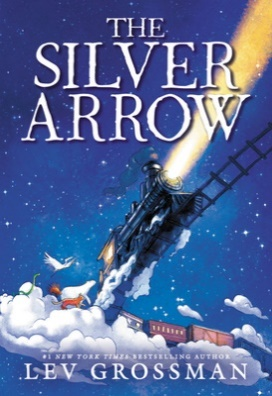 THE
SILVER
ARROW
#1 NEW YORK TIMES BESTSELLING AUTHOR
LEV GROSSMAN